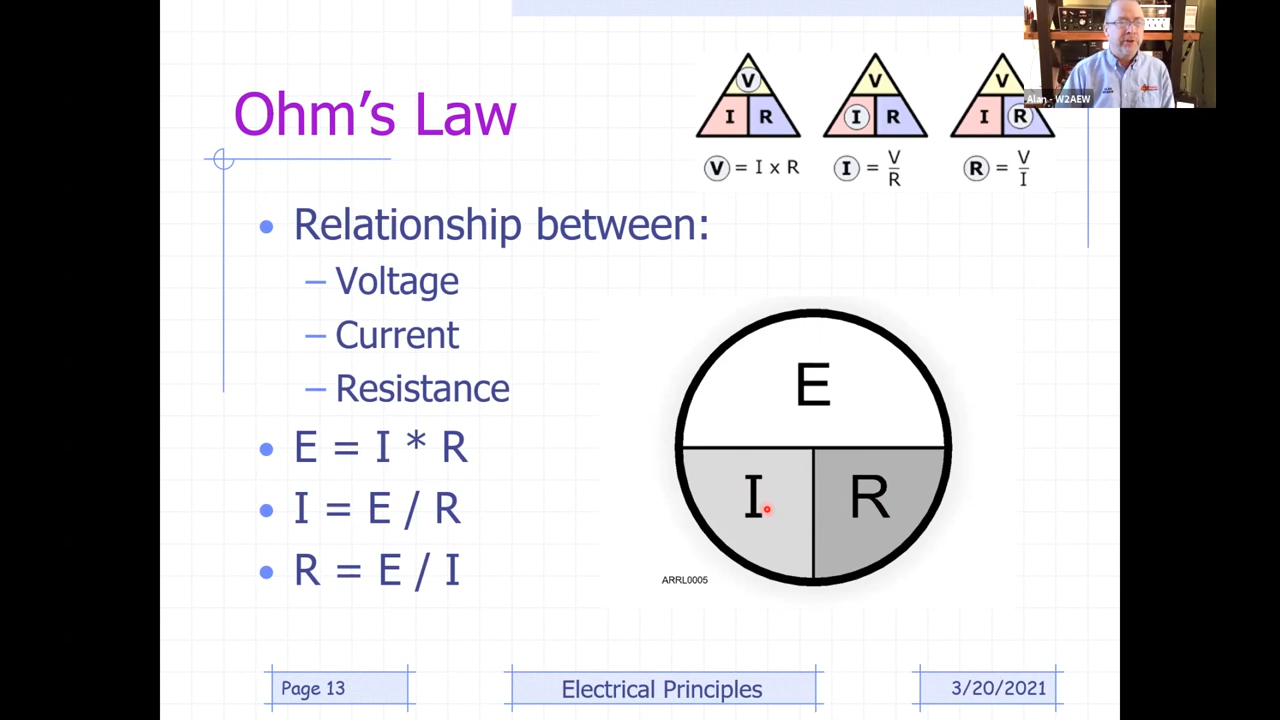 Ohm's Law
V
I R
V = I x R
V
I R
I = V
R
V
I R
R = V
I
Alan - W2AEW
• Relationship between:
– Voltage
– Current
– Resistance
• E = I * R
• I = E / R
• R = E / I
E
I R
ARRL0005
Page 13
Electrical Principles
3/20/2021